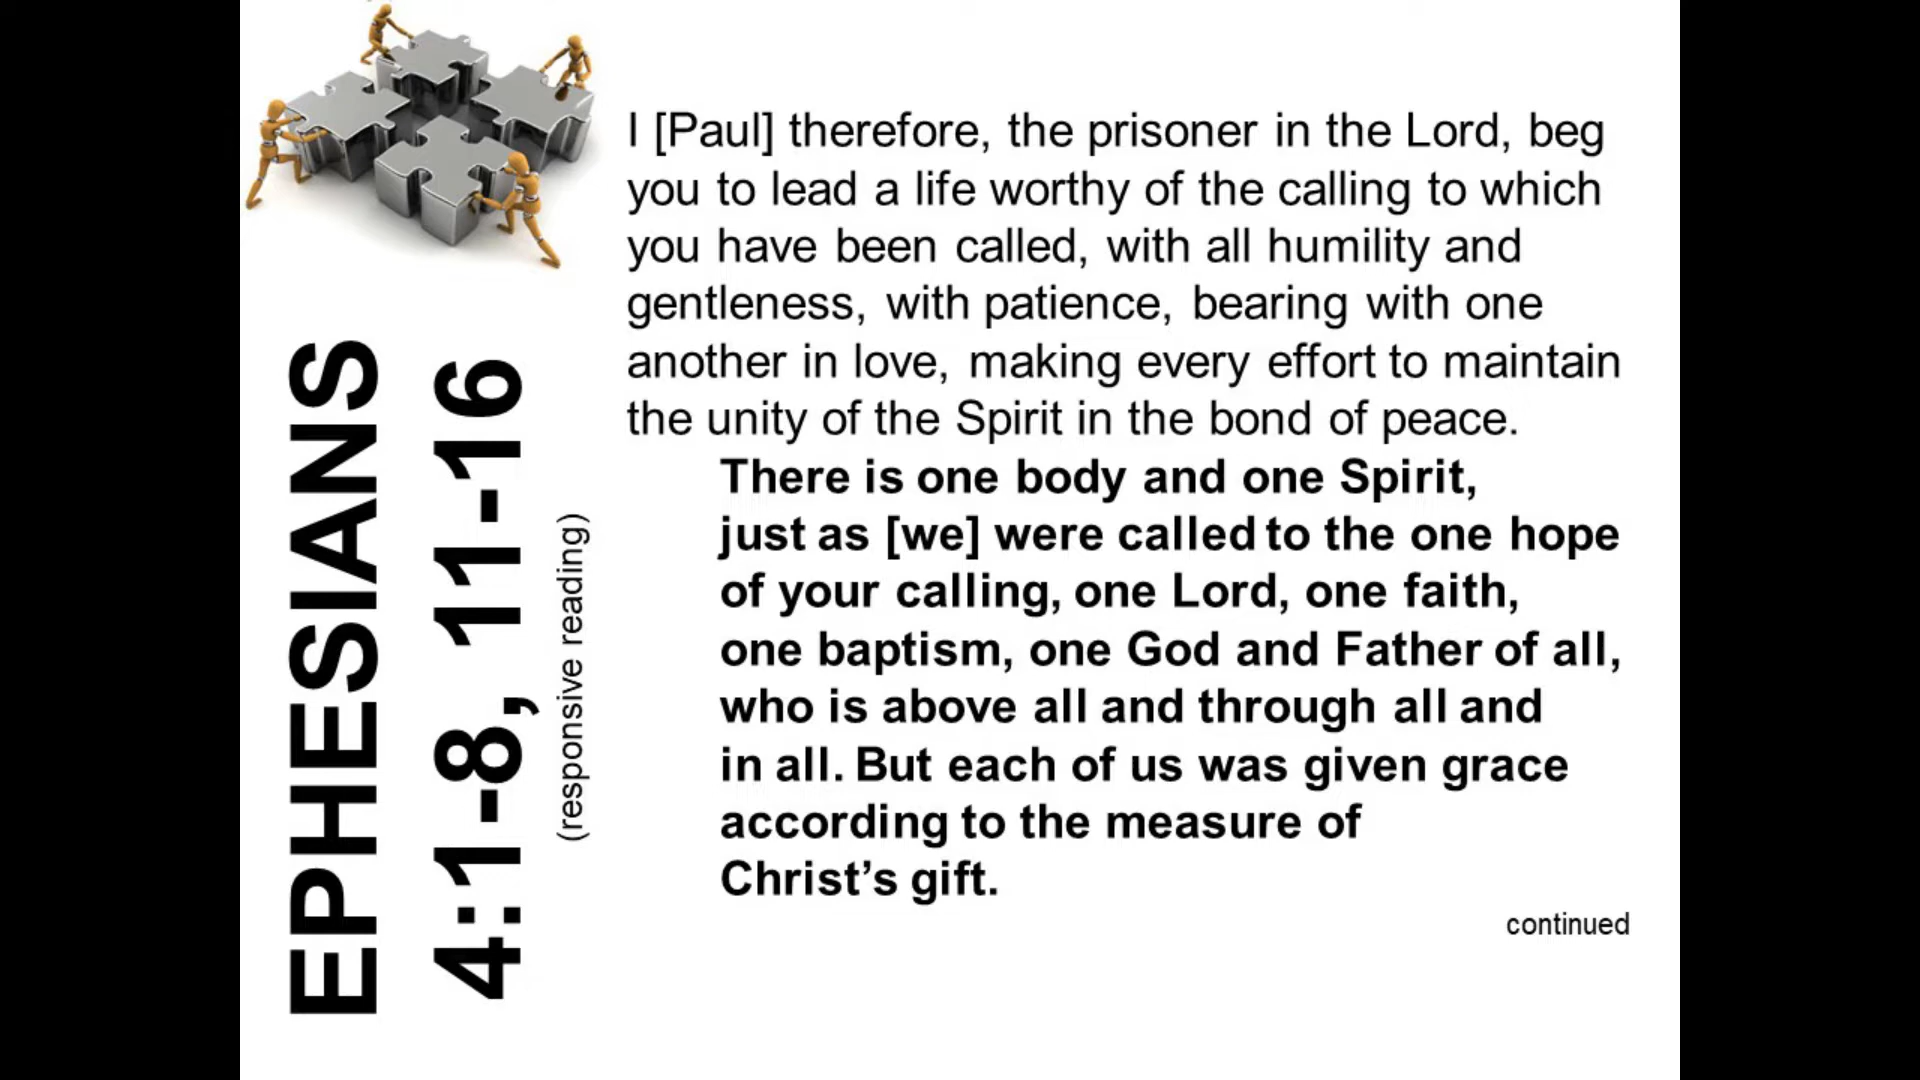 EPHESIANS
4:1-8, 11-16
(responsive reading)
I [Paul] therefore, the prisoner in the Lord, beg
you to lead a life worthy of the calling to which
you have been called, with all humility and
gentleness, with patience, bearing with one
another in love, making every effort to maintain
the unity of the Spirit in the bond of peace.
There is one body and one Spirit,
just as [we] were called to the one hope
of your calling, one Lord, one faith,
one baptism, one God and Father of all,
who is above all and through all and
in all. But each of us was given grace
according to the measure of
Christ’s gift.
continued